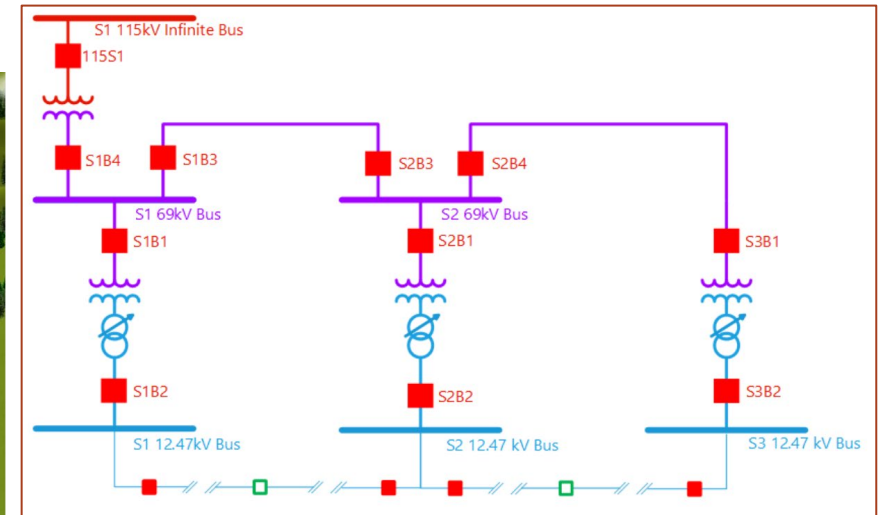 S1 115kV Infinite Bus
115S1
S1B4
S1B3
S2B3
S2B4
S1 69kV Bus
S2 69kV Bus
S1B1
S2B1
S3B1
S1B2
S2B2
S3B2
S1 12.47kV Bus
S2 12.47 kV Bus
S3 12.47 kV Bus